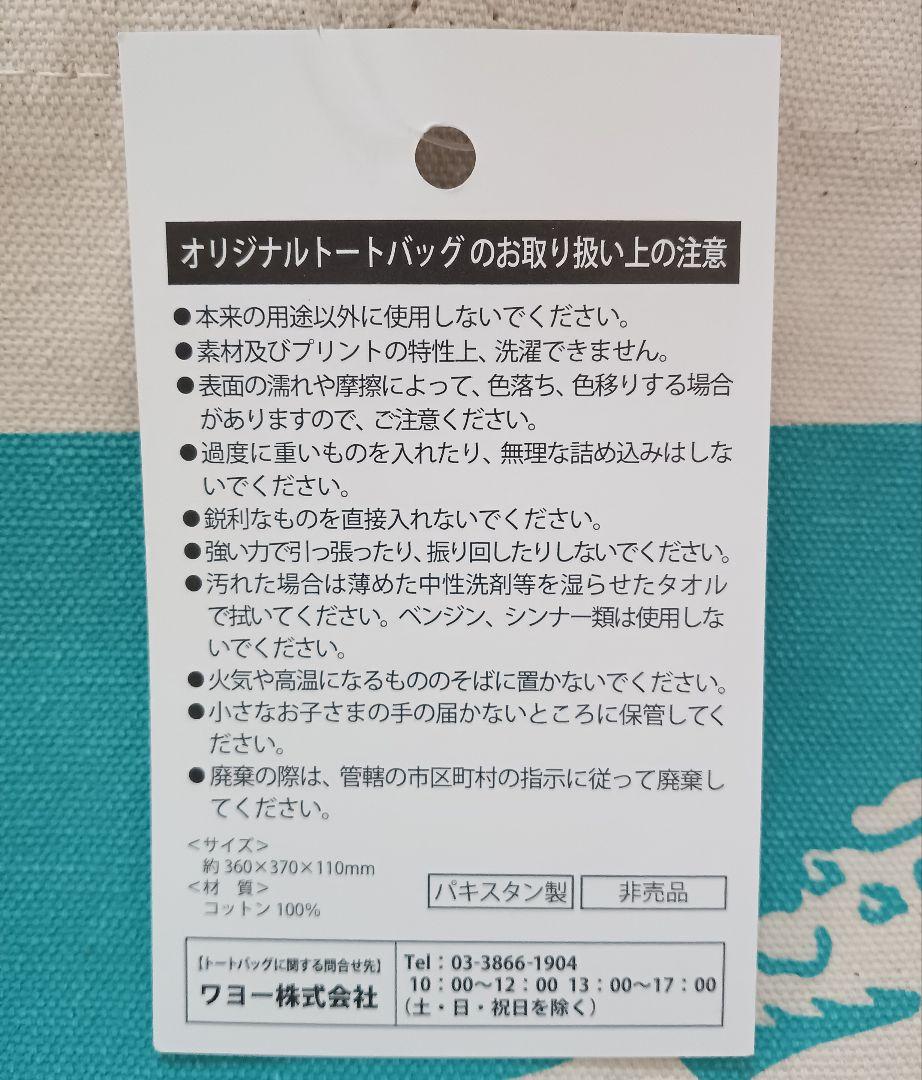 オリジナルトートバッグ のお取り扱い上の注意
●本来の用途以外に使用しないでください。
●素材及びプリントの特性上、洗濯できません。
●表面の濡れや摩擦によって、色落ち、色移りする場合
がありますので、ご注意ください。
●過度に重いものを入れたり、無理な詰め込みはしな
いでください。
●鋭利なものを直接入れないでください。
●強い力で引っ張ったり、振り回したりしないでください。
●汚れた場合は薄めた中性洗剤等を湿らせたタオル
で拭いてください。ベンジン、シンナー類は使用しな
いでください。
●火気や高温になるもののそばに置かないでください。
●小さなお子さまの手の届かないところに保管してく
ださい。
●廃棄の際は、管轄の市区町村の指示に従って廃棄し
てください。
<サイズ>
約 360×370×110mm
<材　質>
コットン 100%
パキスタン製 非売品
【トートバッグに関する問合せ先】
ワヨー株式会社
Tel：03-3866-1904
10：00～12：00 13：00～17：00
（土・日・祝日を除く）